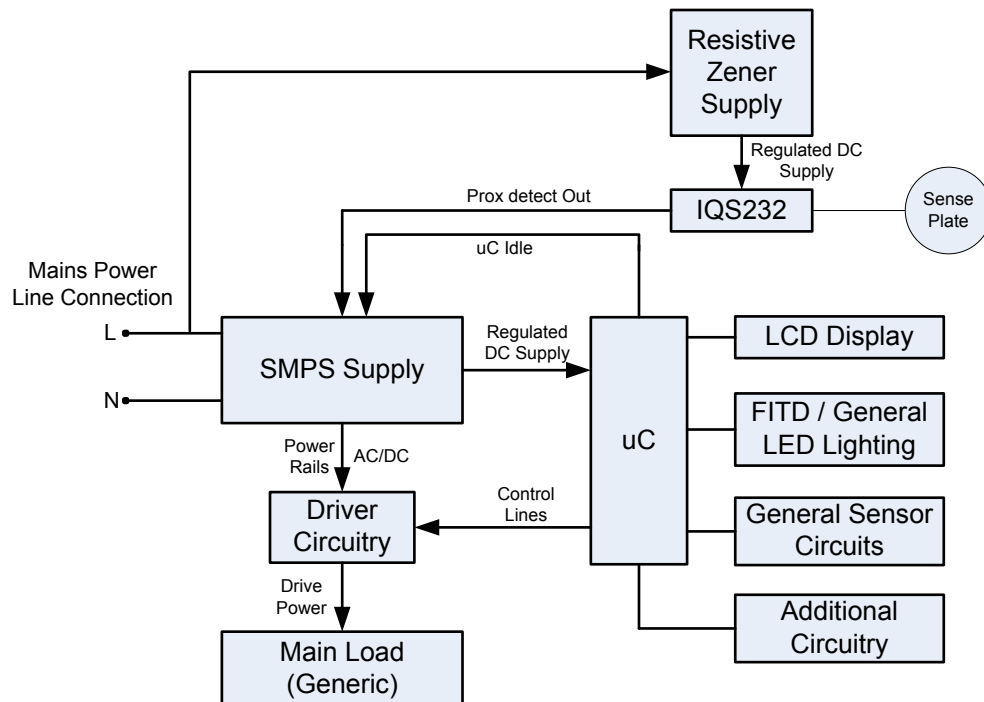 Resistive
Zener
Supply
Regulated DC
Supply
Prox detect Out
IQS232
Sense
Plate
uC Idle
Mains Power
Line Connection
L
N
SMPS Supply
Regulated
DC Supply
uC
LCD Display
FITD / General
LED Lighting
Power
Rails
AC/DC
Control
Lines
Driver
Circuitry
General Sensor
Circuits
Drive
Power
Additional
Circuitry
Main Load
(Generic)